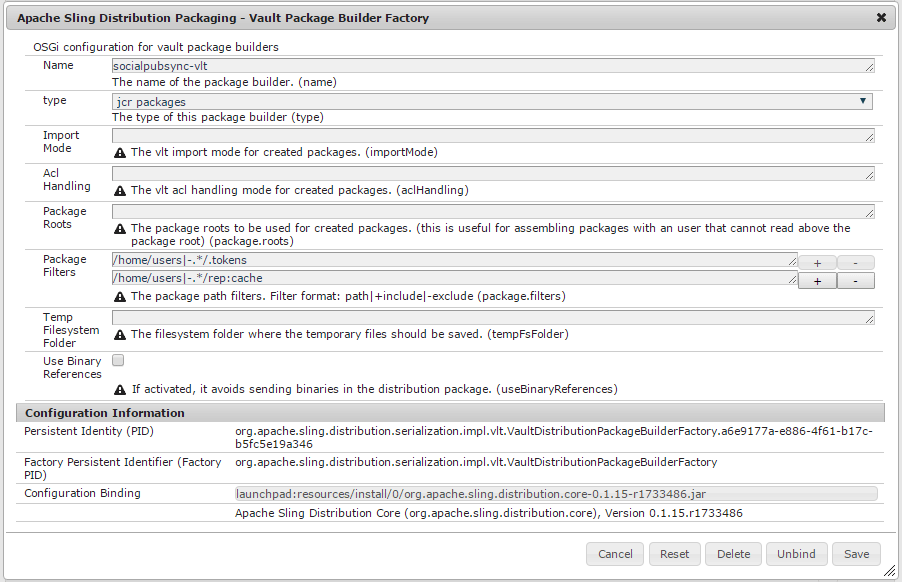 Apache Sling Distribution Packaging - Vault Package Builder Factory
OSGi configuration for vault package builders
Name
socialpubsync-vlt
The name of the package builder. (name)
type
jcr packages
The type of this package builder (type)
Import
Mode
The vlt import mode for created packages. (importMode)
Acl
Handling
The vlt acl handling mode for created packages. (aclHandling)
Package
Roots
The package roots to be used for created packages. (this is useful for assembling packages with an user that cannot read above the
package root) (package.roots)
Package
Filters
/home/users|-.*/.tokens
+ -
/home/users|-.*/rep:cache
+ -
The package path filters. Filter format: path|+include|-exclude (package.filters)
Temp
Filesystem
Folder
The filesystem folder where the temporary files should be saved. (tempFsFolder)
Use Binary
References
If activated, it avoids sending binaries in the distribution package. (useBinaryReferences)
Configuration Information
Persistent Identity (PID)
org.apache.sling.distribution.serialization.impl.vlt.VaultDistributionPackageBuilderFactory.a6e9177a-e886-4f61-b17c-
b5fc5e19a346
Factory Persistent Identifier (Factory
PID)
org.apache.sling.distribution.serialization.impl.vlt.VaultDistributionPackageBuilderFactory
Configuration Binding
launchpad:resources/install/0/org.apache.sling.distribution.core-0.1.15-r1733486.jar
Apache Sling Distribution Core (org.apache.sling.distribution.core), Version 0.1.15.r1733486
Cancel Reset Delete Unbind Save